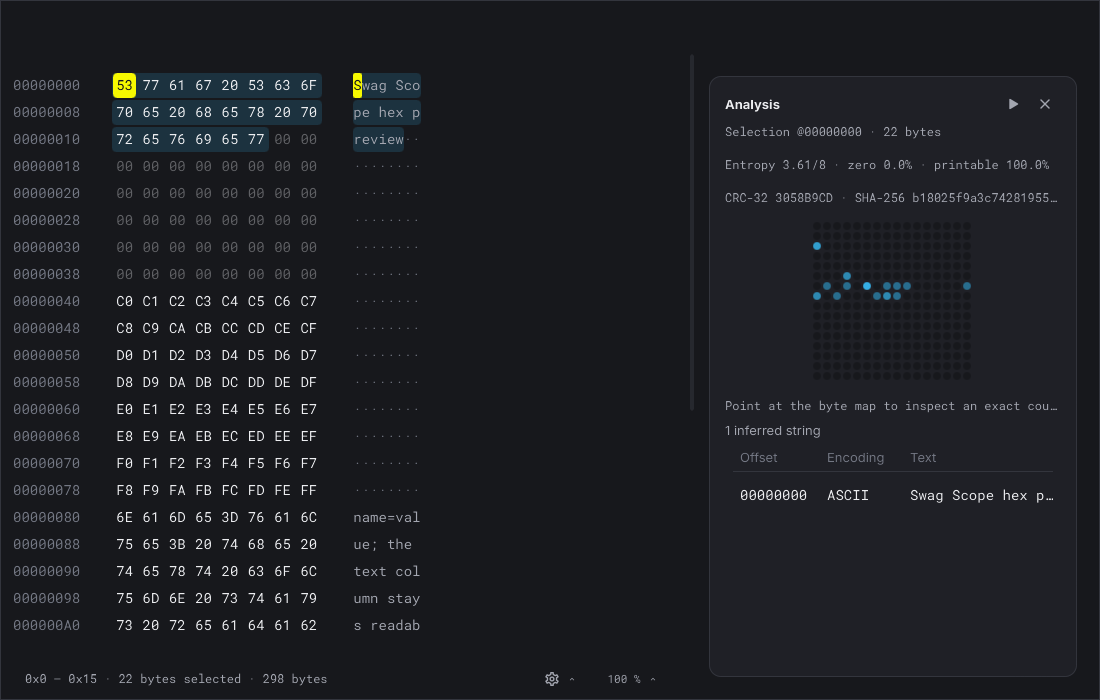 00000000 53 77 61 67 20 53 63 6F Swag Sco
00000008 70 65 20 68 65 78 20 70 pe hex p
00000010 72 65 76 69 65 77 00 00 review··
00000018 00 00 00 00 00 00 00 00 ········
00000020 00 00 00 00 00 00 00 00 ········
00000028 00 00 00 00 00 00 00 00 ········
00000030 00 00 00 00 00 00 00 00 ········
00000038 00 00 00 00 00 00 00 00 ········
00000040 C0 C1 C2 C3 C4 C5 C6 C7 ········
00000048 C8 C9 CA CB CC CD CE CF ········
00000050 D0 D1 D2 D3 D4 D5 D6 D7 ········
00000058 D8 D9 DA DB DC DD DE DF ········
00000060 E0 E1 E2 E3 E4 E5 E6 E7 ········
00000068 E8 E9 EA EB EC ED EE EF ········
00000070 F0 F1 F2 F3 F4 F5 F6 F7 ········
00000078 F8 F9 FA FB FC FD FE FF ········
00000080 6E 61 6D 65 3D 76 61 6C name=val
00000088 75 65 3B 20 74 68 65 20 ue; the
00000090 74 65 78 74 20 63 6F 6C text col
00000098 75 6D 6E 20 73 74 61 79 umn stay
000000A0 73 20 72 65 61 64 61 62 s readab
0x0 — 0x15 · 22 bytes selected · 298 bytes
100 %
Analysis
Selection @00000000 · 22 bytes
Entropy 3.61/8 · zero 0.0% · printable 100.0%
CRC-32 3058B9CD · SHA-256 b18025f9a3c74281955…
Point at the byte map to inspect an exact cou…
1 inferred string
Offset Encoding Text
00000000 ASCII Swag Scope hex p…